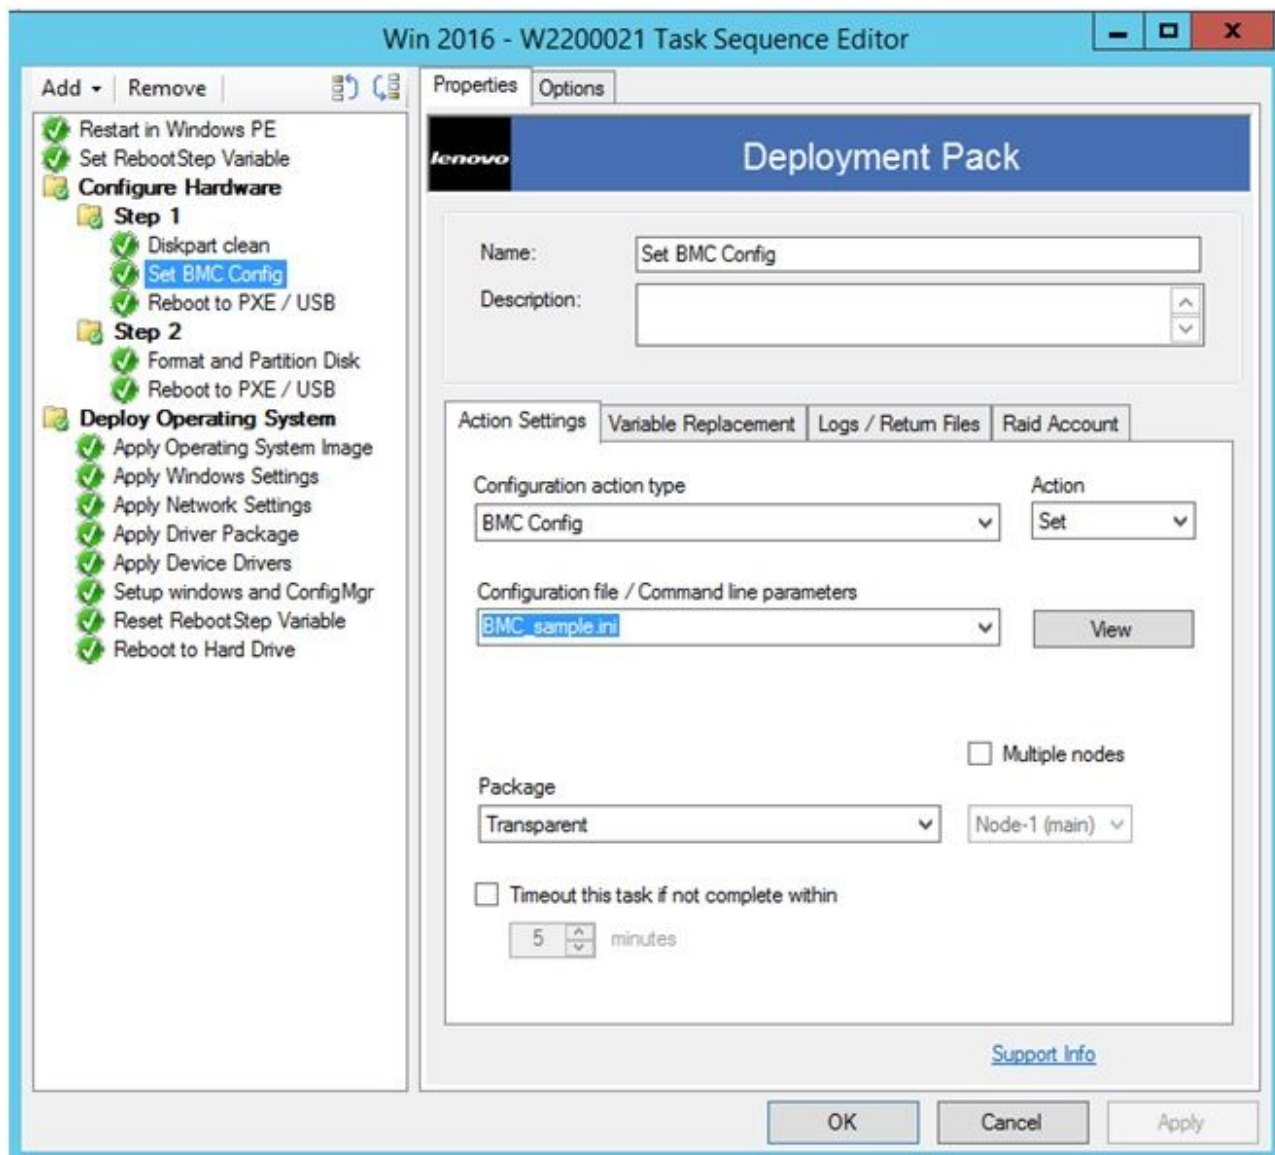 Win 2016 - W2200021 Task Sequence Editor
Add
Remove
Restart in Windows PE
Set RebootStep Variable
Configure Hardware
Step 1
Diskpart clean
Set BMC Config
Reboot to PXE / USB
Step 2
Format and Partition Disk
Reboot to PXE / USB
Deploy Operating System
Apply Operating System Image
Apply Windows Settings
Apply Network Settings
Apply Driver Package
Apply Device Drivers
Setup windows and ConfigMgr
Reset RebootStep Variable
Reboot to Hard Drive
Properties
Options
lenovo
Deployment Pack
Name:
Set BMC Config
Description:
Action Settings
Variable Replacement
Logs / Return Files
Raid Account
Configuration action type
Action
BMC Config
Set
Configuration file / Command line parameters
BMC_sample.ini
View
Multiple nodes
Package
Transparent
Node-1 (main)
Timeout this task if not complete within
5 minutes
Support Info
OK
Cancel
Apply